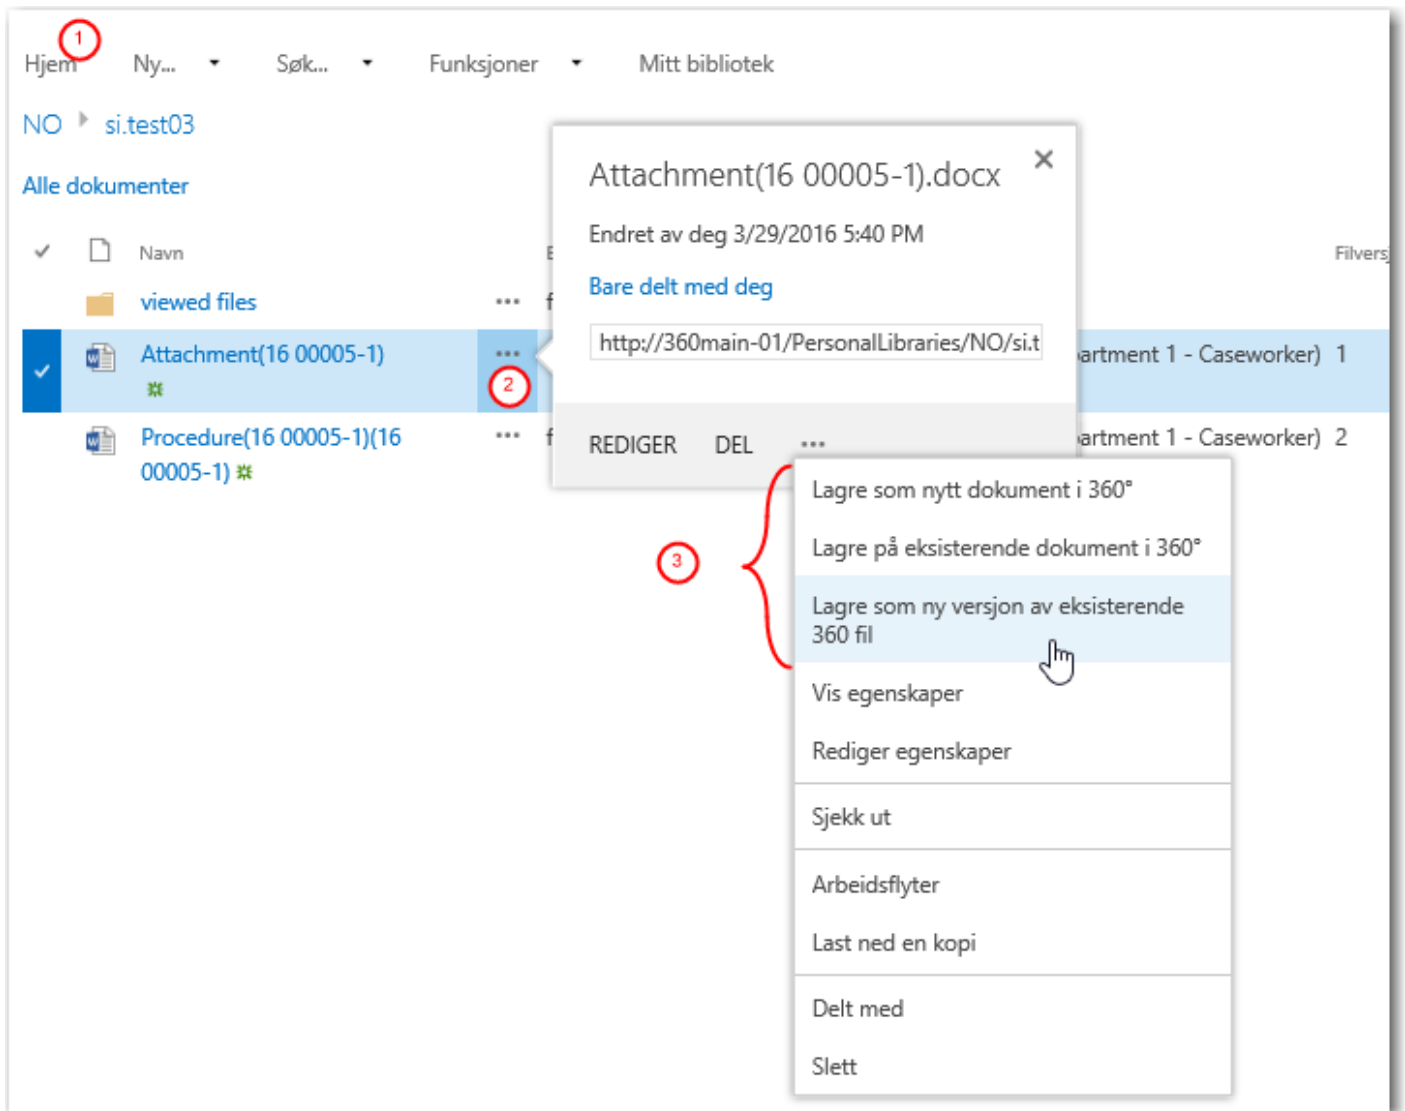 1
Hjem Ny... Søk... Funksjoner Mitt bibliotek
NO si.test03
Alle dokumenter
Navn
Filversj
viewed files ... f
Attachment(16 00005-1) ...
2
artment 1 - Caseworker) 1
Procedure(16 00005-1)(16 ... f
00005-1)
artment 1 - Caseworker) 2
Attachment(16 00005-1).docx
Endret av deg 3/29/2016 5:40 PM
Bare delt med deg
http://360main-01/PersonalLibraries/NO/si.t
REDIGER DEL ...
3
Lagre som nytt dokument i 360°
Lagre på eksisterende dokument i 360°
Lagre som ny versjon av eksisterende
360 fil
Vis egenskaper
Rediger egenskaper
Sjekk ut
Arbeidsflyter
Last ned en kopi
Delt med
Slett